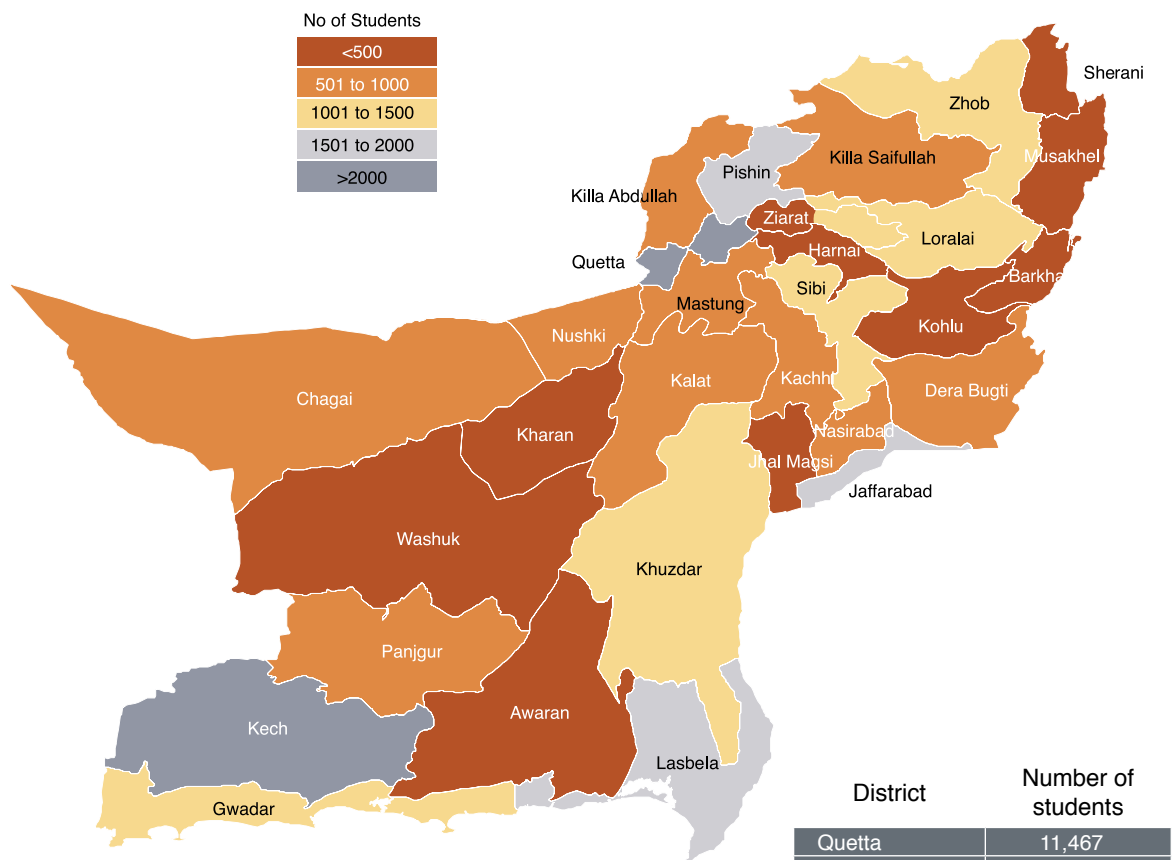 No of Students
<500
501 to 1000
1001 to 1500
1501 to 2000
>2000
Sherani
Zhob
Musakhel
Killa Saifullah
Pishin
Killa Abdullah
Ziarat
Loralai
Harnai
Quetta
Barkha
Sibi
Mastung
Kohlu
Nushki
Kachhi
Kalat
Dera Bugti
Chagai
Nasirabad
Kharan
Jhal Magsi
Jaffarabad
Washuk
Khuzdar
Panjgur
Awaran
Kech
Lasbela
Gwadar
District Number of students
Quetta 11,467